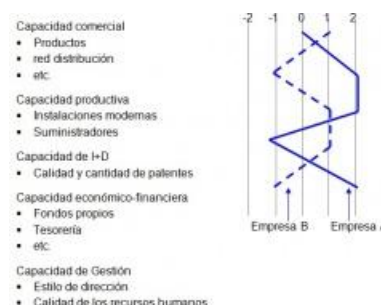 -2 -1 0 1 2
Capacidad comercial
▪ Productos
▪ red distribución
▪ etc.
Capacidad productiva
▪ Instalaciones modernas
▪ Suministradores
Capacidad de I+D
▪ Calidad y cantidad de patentes
Capacidad económico-financiera
▪ Fondos propios
▪ Tesorería
▪ etc.
Empresa B Empresa
Capacidad de Gestión
▪ Estilo de dirección
▪ Calidad de los recursos humanos